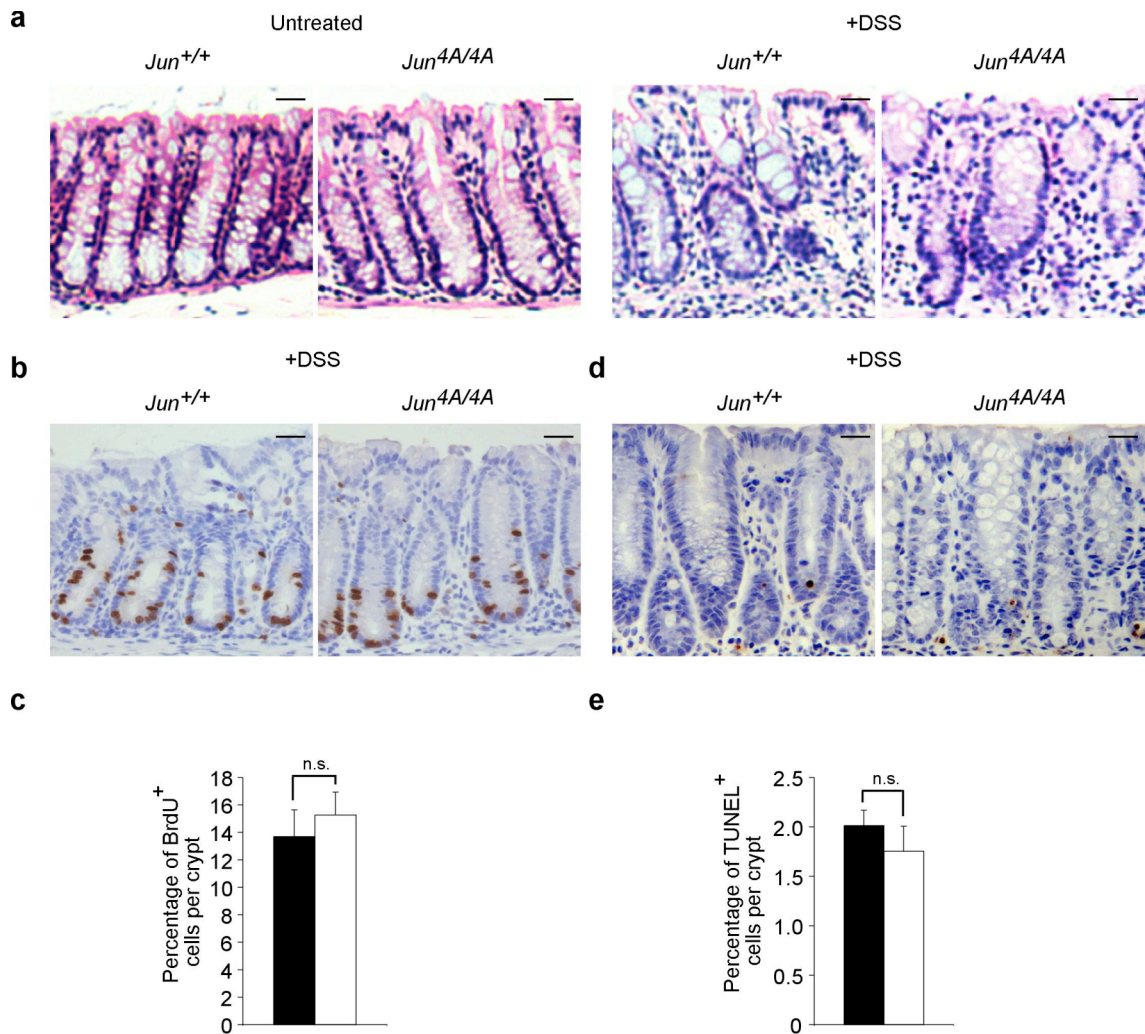 a
Untreated
+DSS
Jun+/+
Jun4A/4A
Jun+/+
Jun4A/4A
b
+DSS
Jun+/+
Jun4A/4A
d
+DSS
Jun+/+
Jun4A/4A
c
Percentage of BrdU+
cells per crypt
18
16
14
12
10
8
6
4
2
0
n.s.
e
Percentage of TUNEL+
cells per crypt
2.5
2.0
1.5
1.0
0.5
0
n.s.